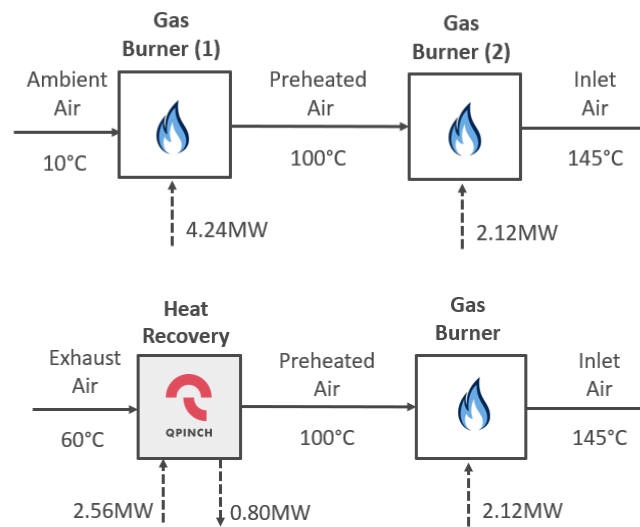 Gas
Burner (1)
Gas
Burner (2)
Ambient
Air
Preheated
Air
Inlet
Air
10°C
100°C
145°C
4.24MW
2.12MW
Heat
Recovery
Gas
Burner
Exhaust
Air
Preheated
Air
Inlet
Air
QPINCH
60°C
100°C
145°C
2.56MW
0.80MW
2.12MW